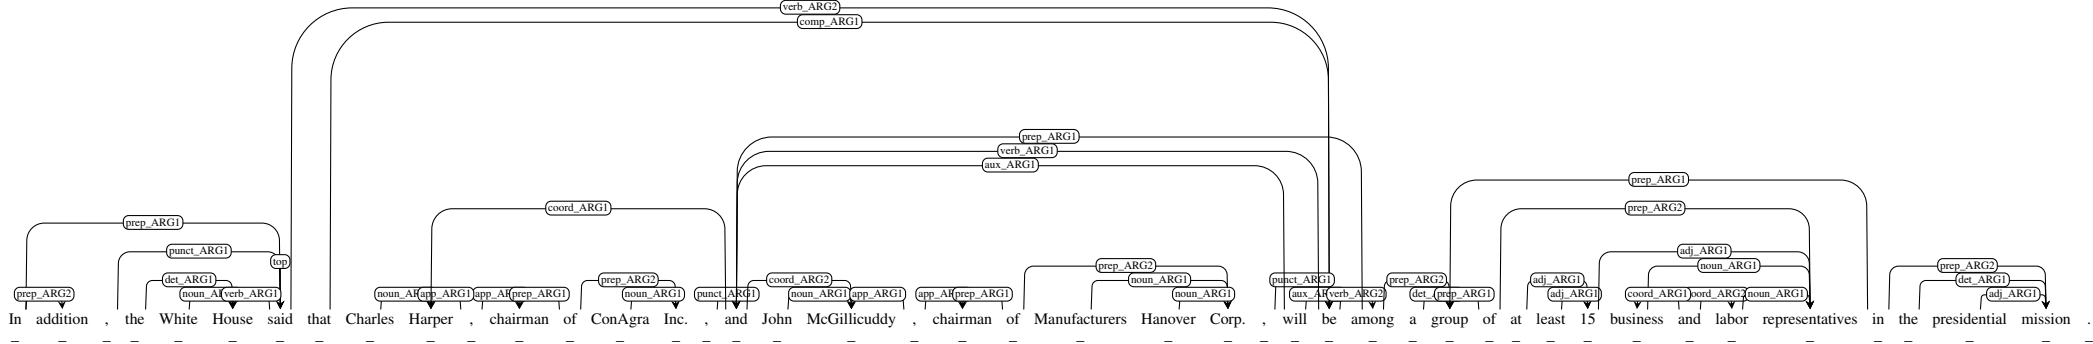 verb_ARG2
comp_ARG1
prep_ARG1
verb_ARG1
aux_ARG1
prep_ARG1
coord_ARG1 prep_ARG2
prep_ARG1
punct_ARG1 adj_ARG1
top prep_ARG2 noun_ARG1 prep_ARG2
det_ARG1 prep_ARG2 coord_ARG2 noun_ARG1 punct_ARG1 prep_ARG2 adj_ARG1 det_ARG1
prep_ARG2 verb_ARG1 app_ARG1 prep_ARG1 noun_ARG1 punct_ARG1 noun_ARG1 app_ARG1 prep_ARG1 noun_ARG1 verb_ARG2 prep_ARG1 adj_ARG1 coord_ARG1 noun_ARG1 adj_ARG1
In addition , the White House said that Charles Harper , chairman of ConAgra Inc. , and John McGillicuddy , chairman of Manufacturers Hanover Corp. , will be among a group of at least 15 business and labor representatives in the presidential mission .
_ _ _ _ _ _ _ _ _ _ _ _ _ _ _ _ _ _ _ _ _ _ _ _ _ _ _ _ _ _ _ _ _ _ _ _ _ _ _ _ _ _ _ _